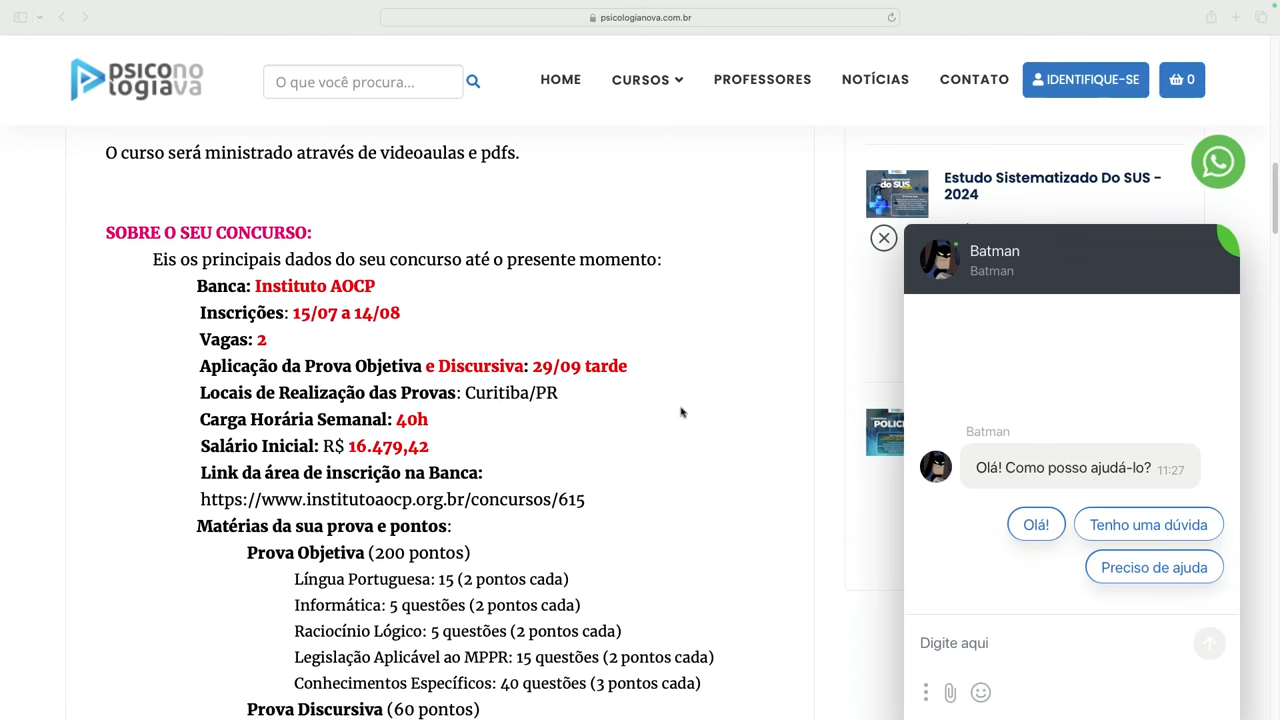 psicologianova.com.br
psicono
logiava
O que você procura...
HOME
CURSOS
PROFESSORES
NOTÍCIAS
CONTATO
IDENTIFIQUE-SE
0
O curso será ministrado através de videoaulas e pdfs.
SOBRE O SEU CONCURSO:
Eis os principais dados do seu concurso até o presente momento:
Banca: Instituto AOCP
Inscrições: 15/07 a 14/08
Vagas: 2
Aplicação da Prova Objetiva e Discursiva: 29/09 tarde
Locais de Realização das Provas: Curitiba/PR
Carga Horária Semanal: 40h
Salário Inicial: R$ 16.479,42
Link da área de inscrição na Banca:
https://www.institutoaocp.org.br/concursos/615
Matérias da sua prova e pontos:
Prova Objetiva (200 pontos)
Língua Portuguesa: 15 (2 pontos cada)
Informática: 5 questões (2 pontos cada)
Raciocínio Lógico: 5 questões (2 pontos cada)
Legislação Aplicável ao MPPR: 15 questões (2 pontos cada)
Conhecimentos Específicos: 40 questões (3 pontos cada)
Prova Discursiva (60 pontos)
do SUS
Estudo Sistematizado Do SUS -
2024
Batman
Batman
Batman
Olá! Como posso ajudá-lo? 11:27
Olá!
Tenho uma dúvida
Preciso de ajuda
Digite aqui